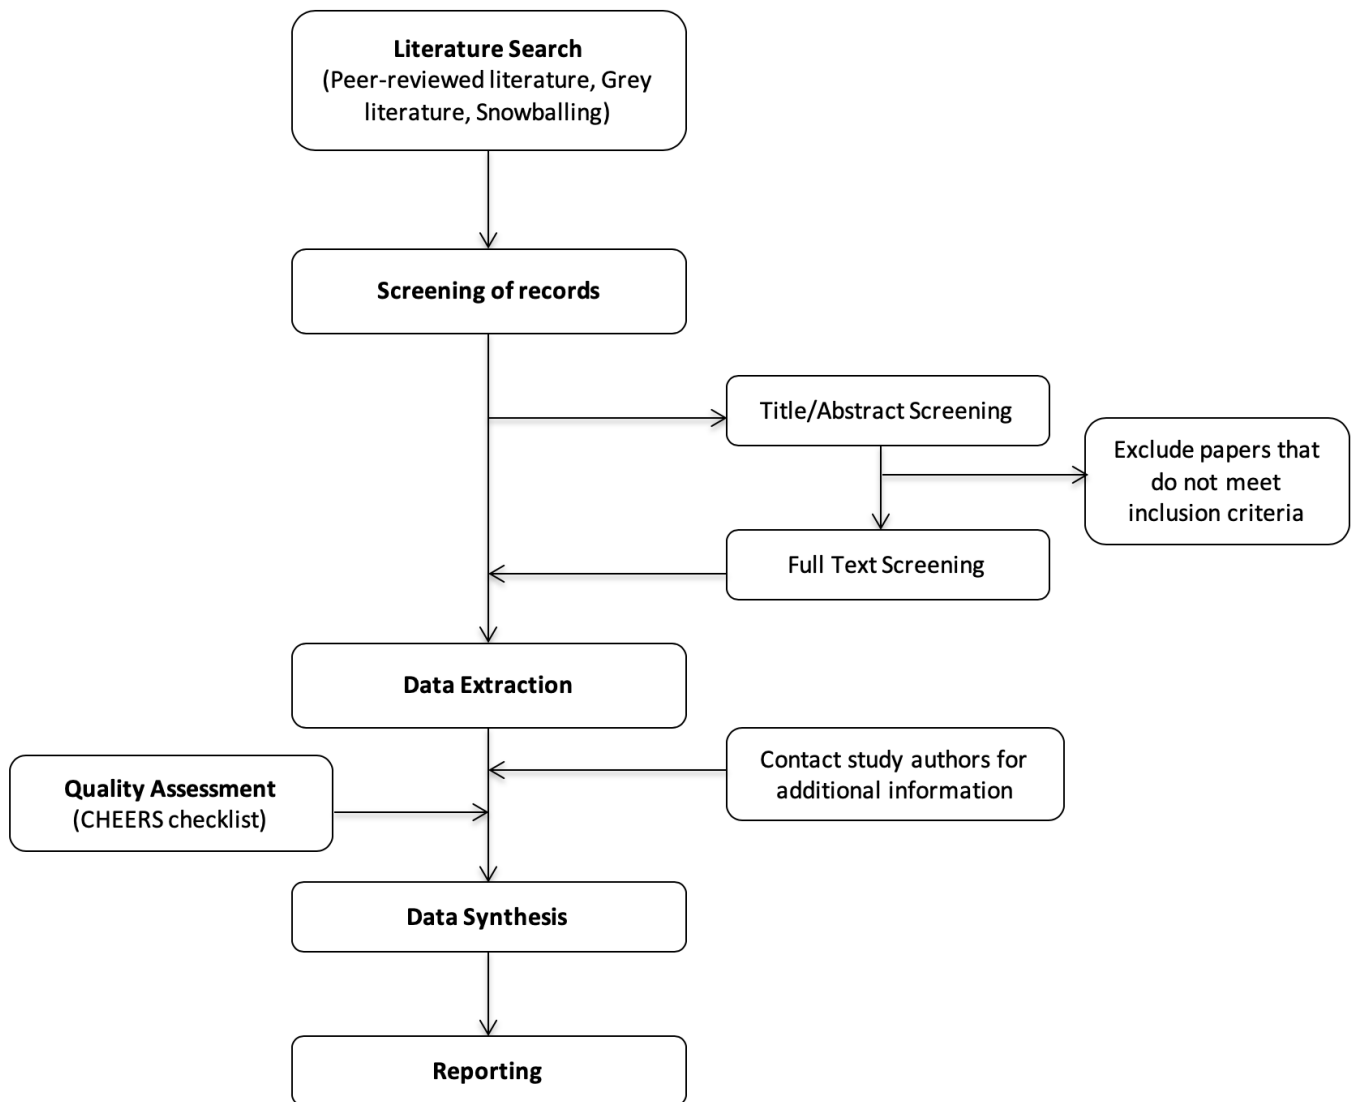 Literature Search
(Peer-reviewed literature, Grey
literature, Snowballing)
Screening of records
Title/Abstract Screening
Exclude papers that
do not meet
inclusion criteria
Full Text Screening
Data Extraction
Contact study authors for
additional information
Quality Assessment
(CHEERS checklist)
Data Synthesis
Reporting